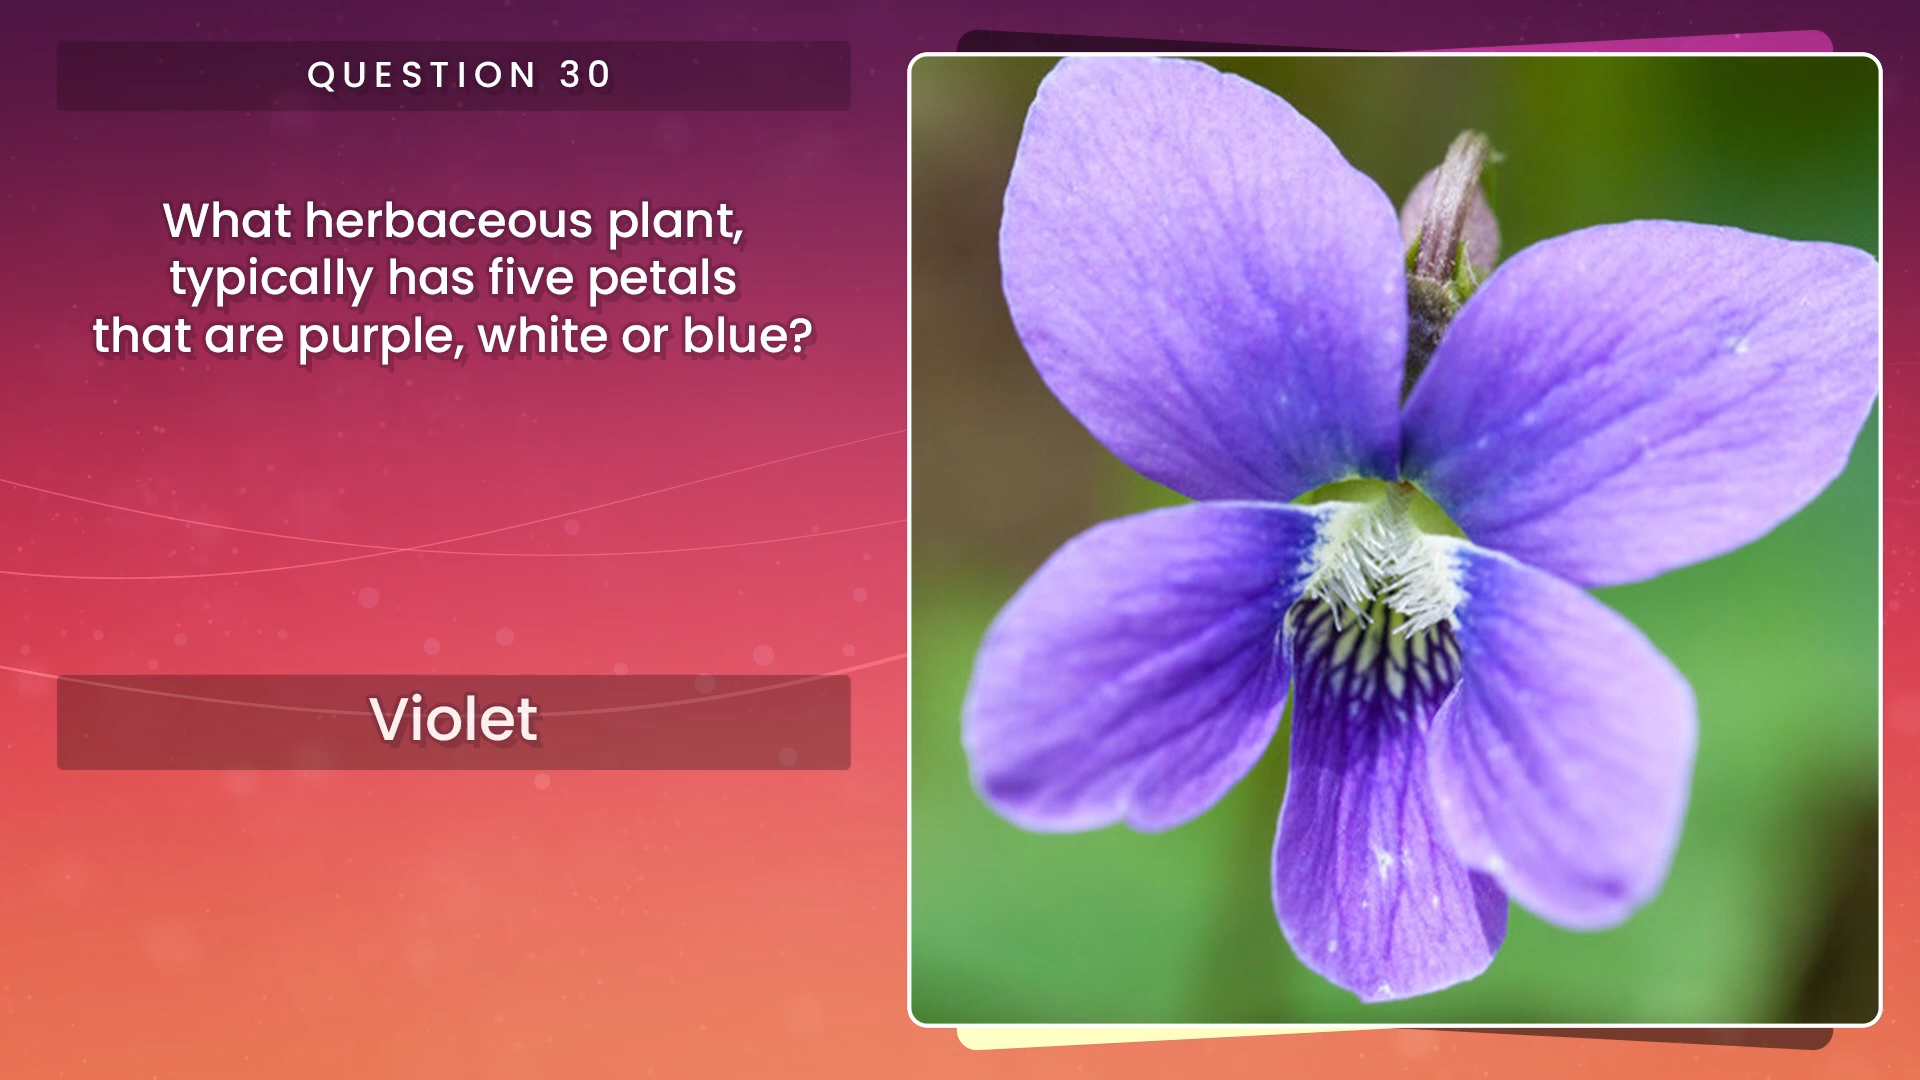 QUESTION 30
What herbaceous plant,
typically has five petals
that are purple, white or blue?
Violet